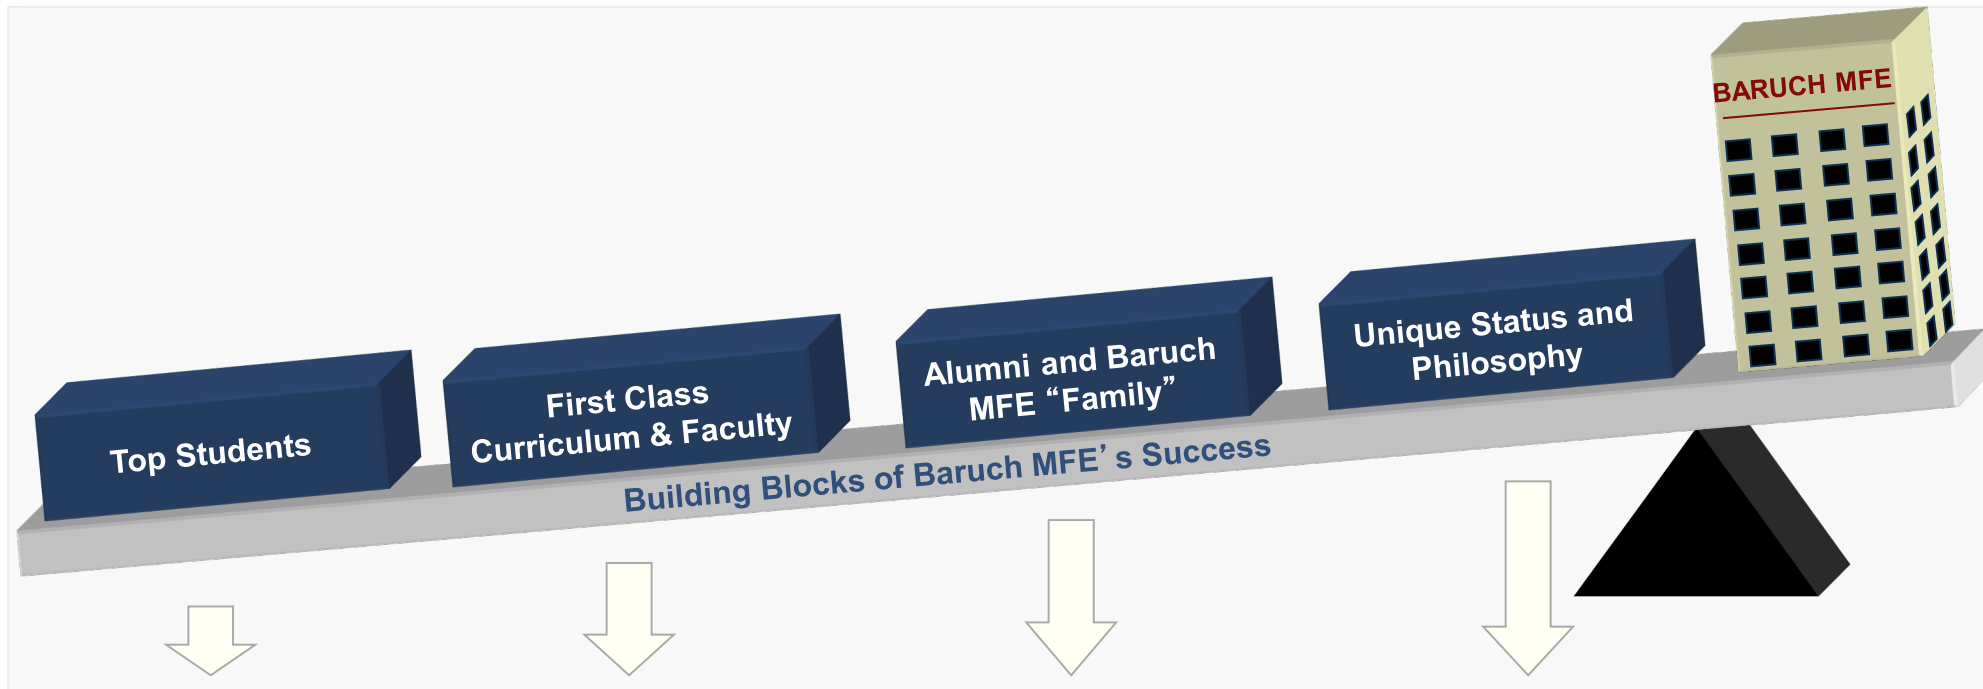 BARUCH MFE
Top Students
First Class
Curriculum & Faculty
Alumni and Baruch
MFE “Family”
Unique Status and
Philosophy
Building Blocks of Baruch MFE’s Success